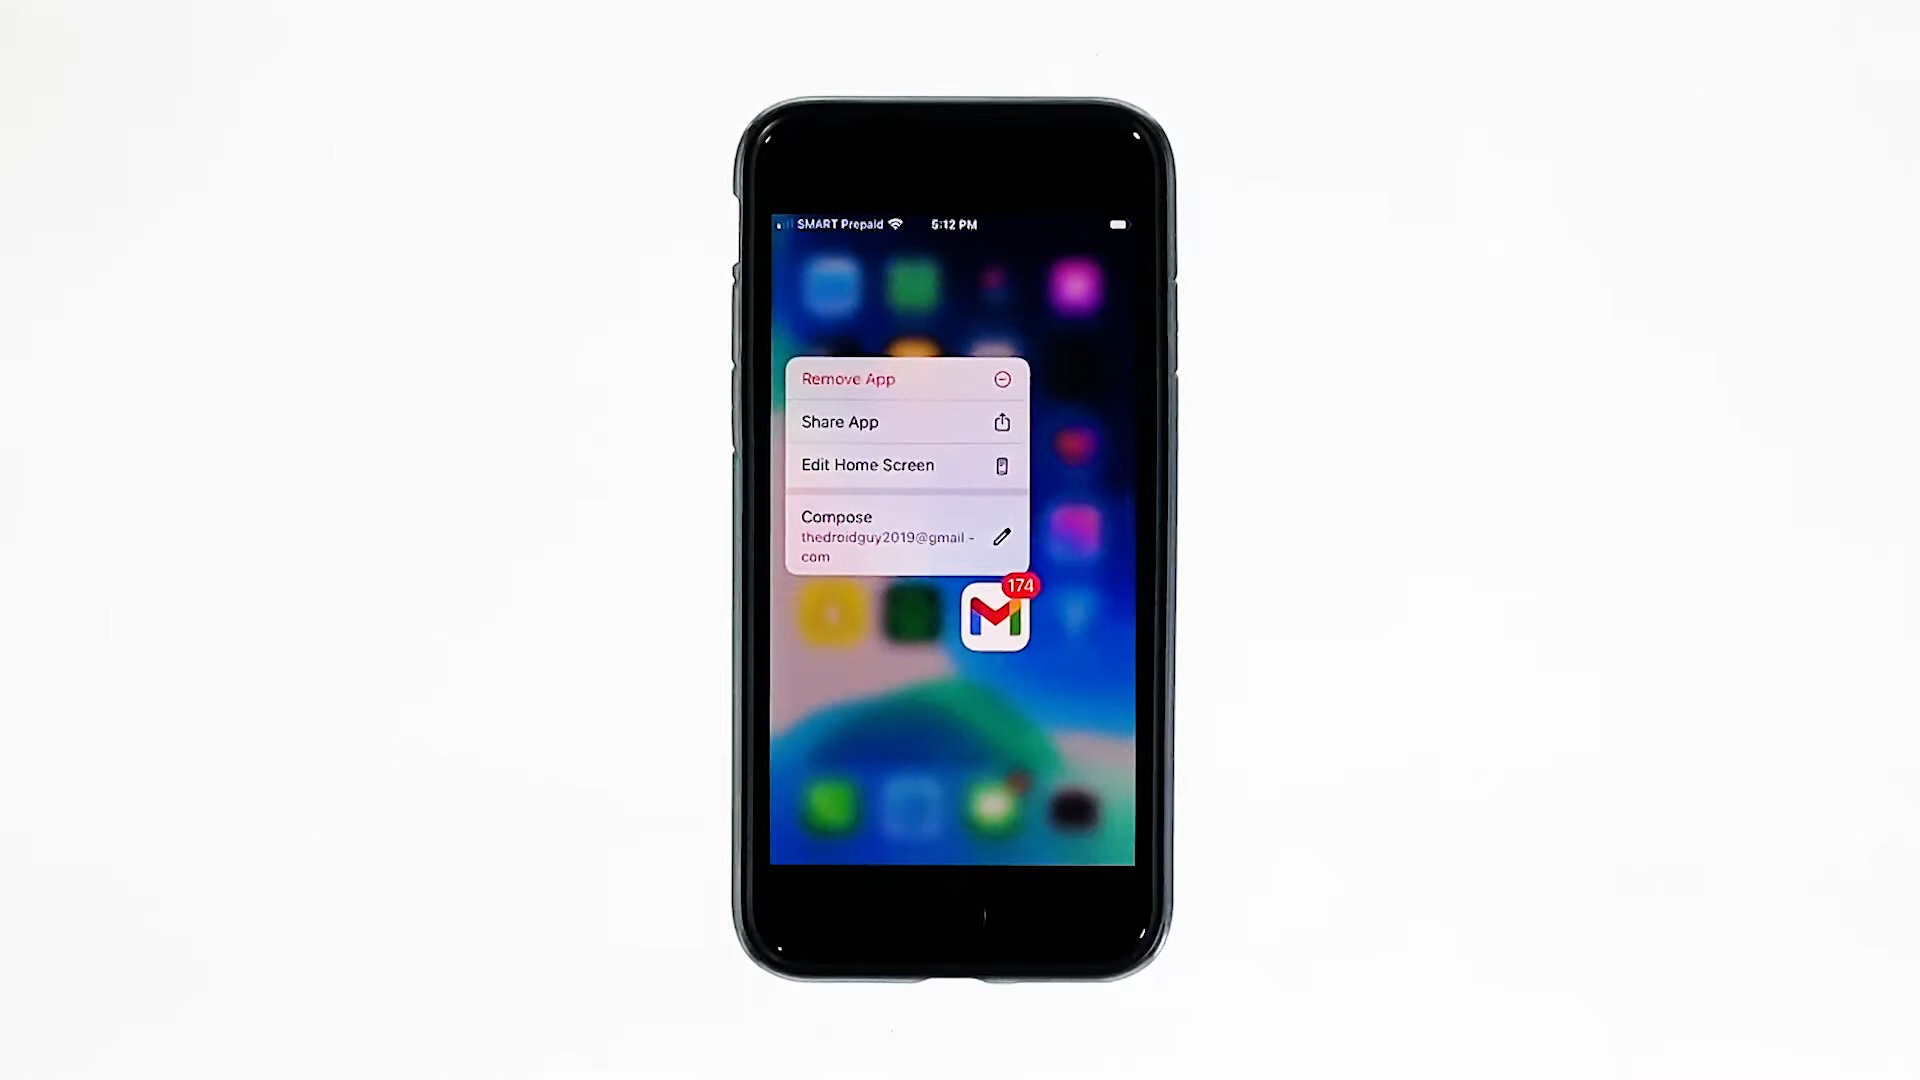 SMART Prepaid 5:12 PM
Remove App
Share App
Edit Home Screen
Compose
thedroidguy2019@gmail.-
com
174